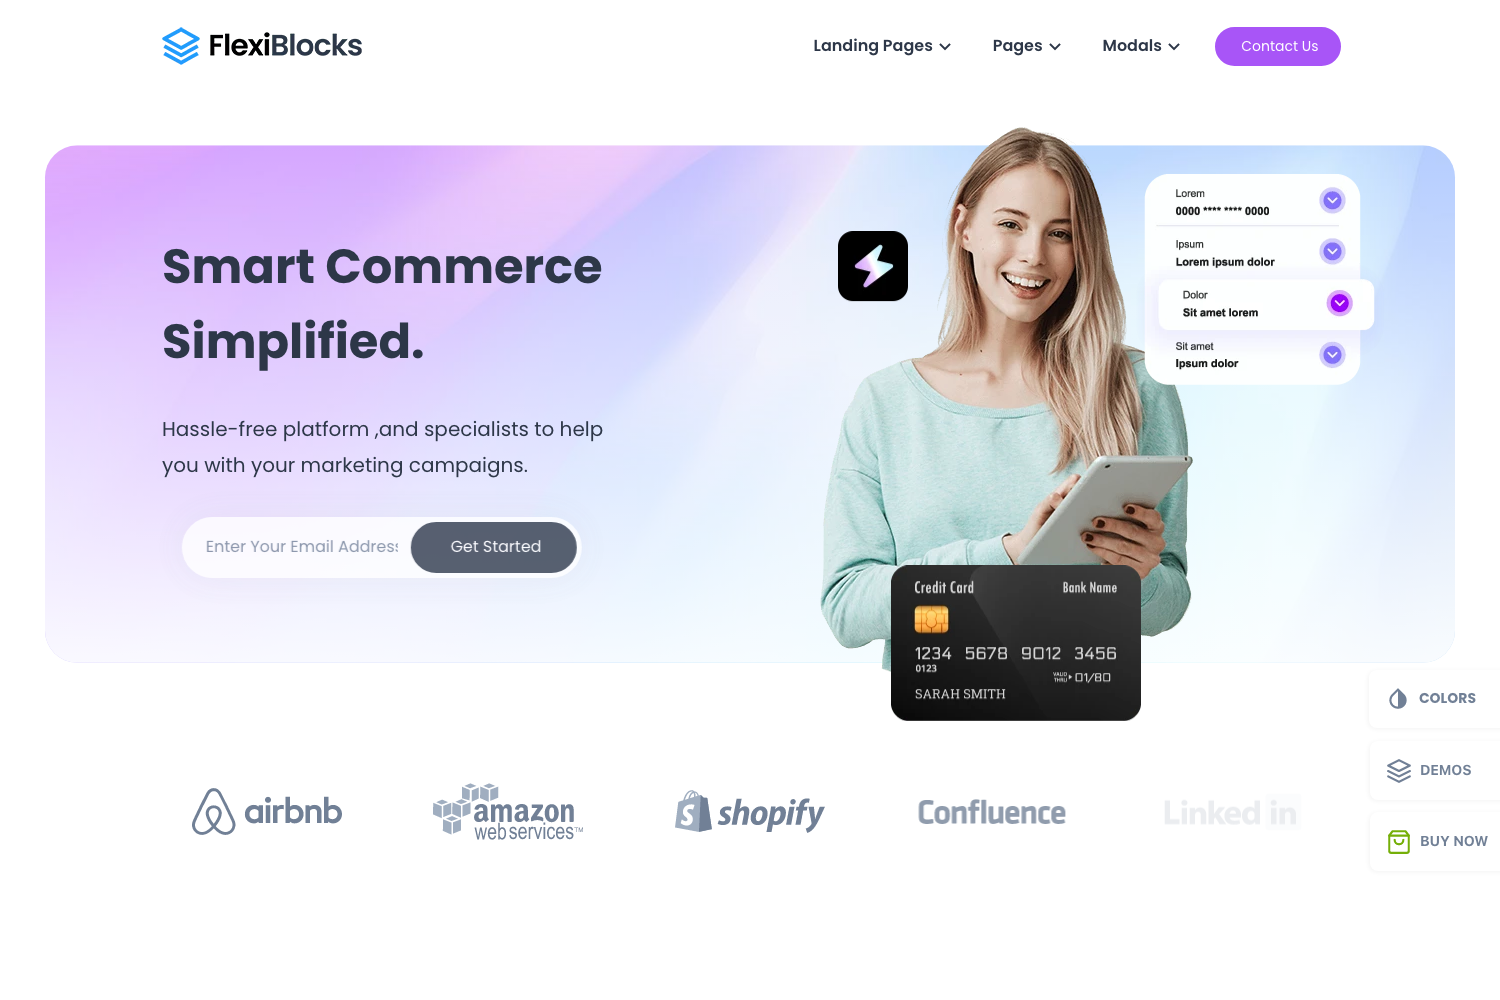 FlexiBlocks
Landing Pages
Pages
Modals
Contact Us
Smart Commerce
Simplified.
Hassle-free platform ,and specialists to help
you with your marketing campaigns.
Enter Your Email Address
Get Started
Lorem
0000 **** **** 0000
Ipsum
Lorem ipsum dolor
Dolor
Sit amet lorem
Sit amet
Ipsum dolor
Credit Card
Bank Name
1234 5678 9012 3456
0123
VALID THRU 01/80
SARAH SMITH
COLORS
DEMOS
BUY NOW
airbnb
amazon
web services™
shopify
Confluence
Linked in